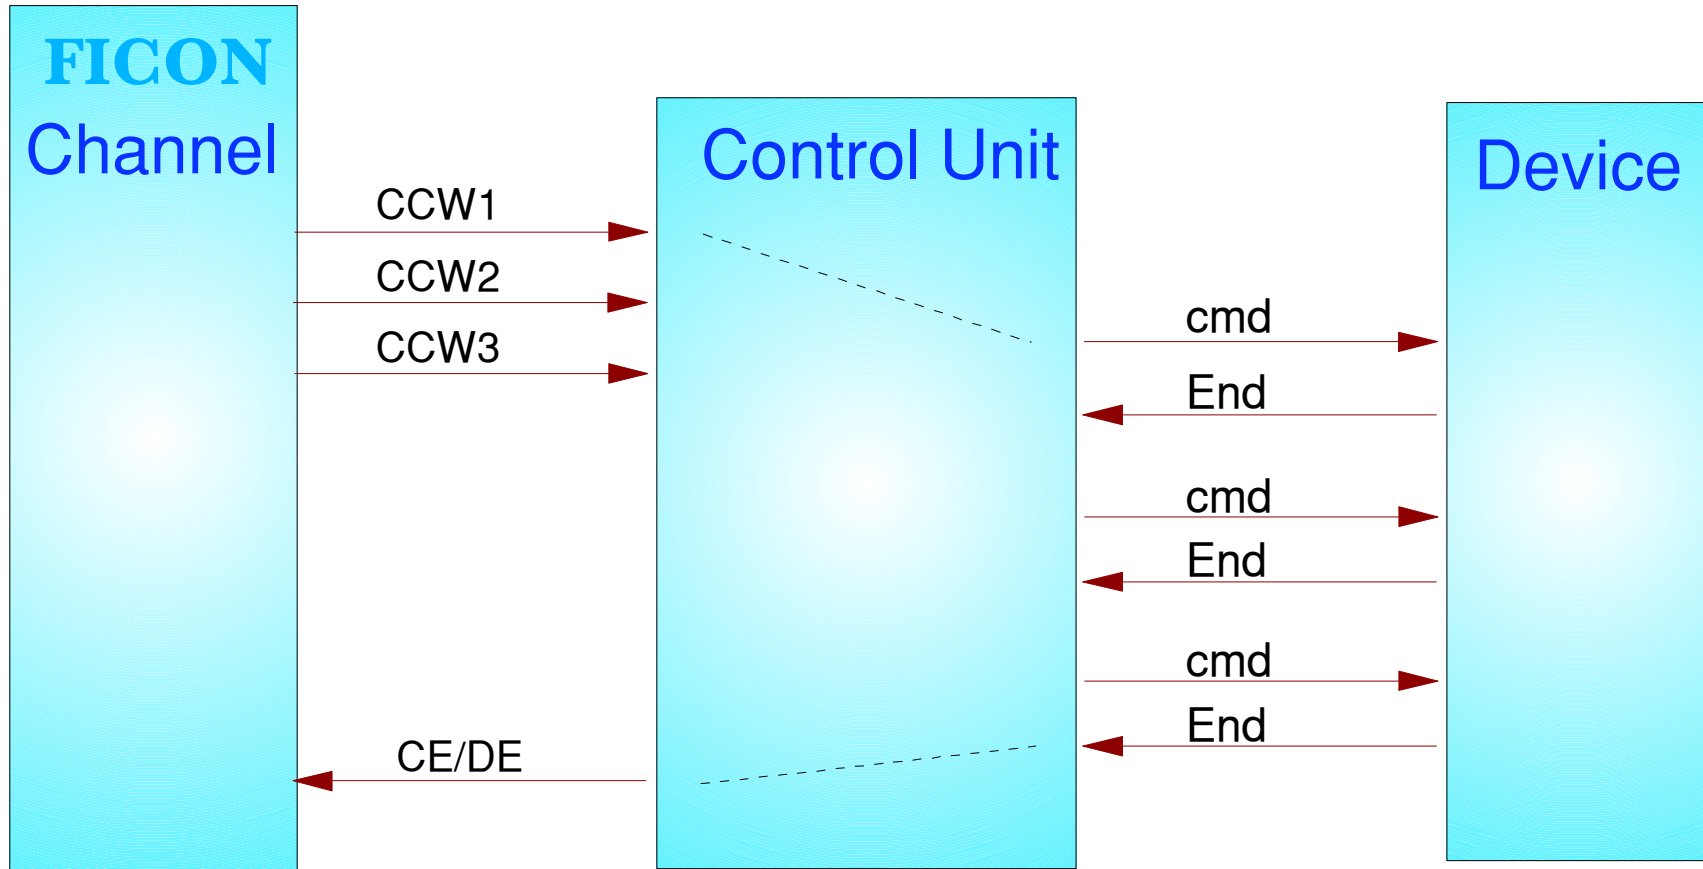 FICON
Channel
Control Unit
Device
CCW1
CCW2
CCW3
cmd
End
cmd
End
cmd
End
CE/DE